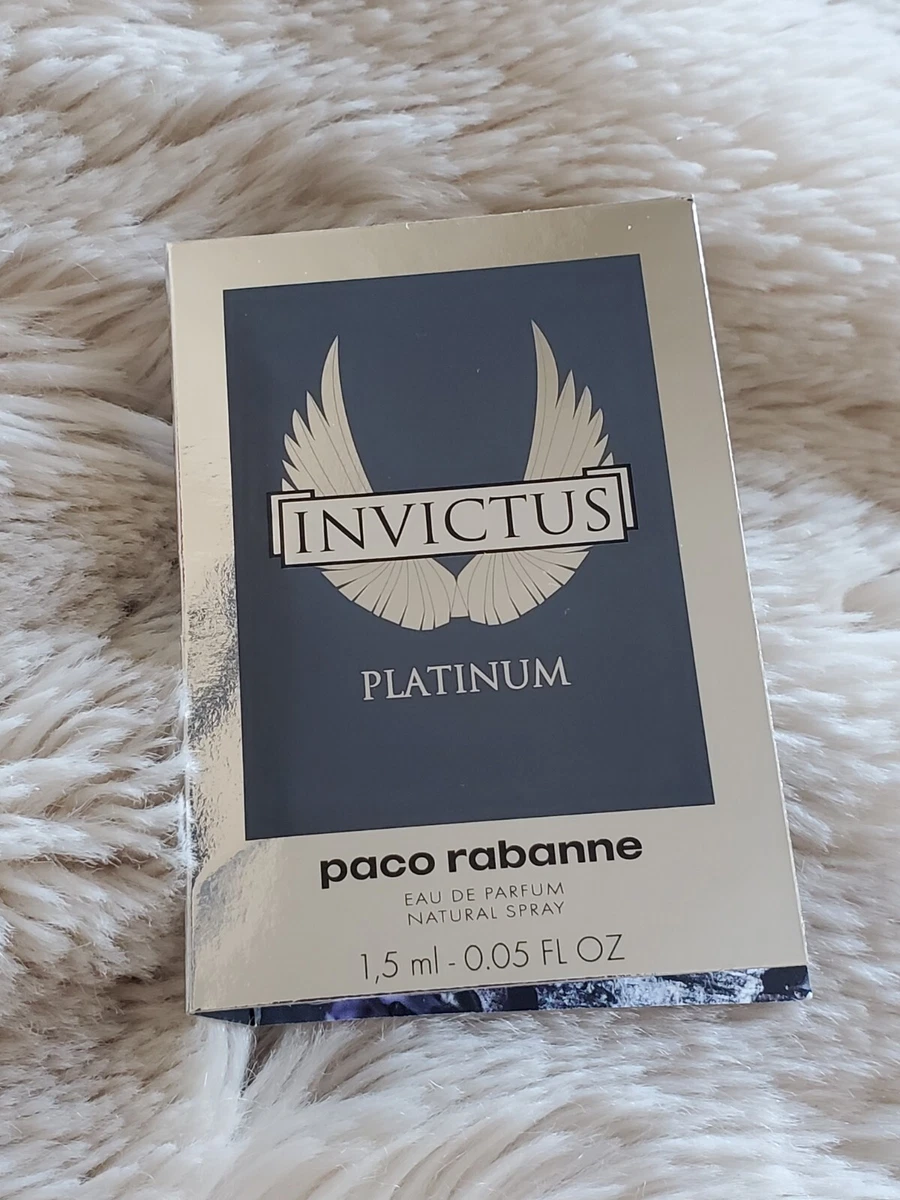 INVICTUS
PLATINUM
paco rabanne
EAU DE PARFUM
NATURAL SPRAY
1,5 ml - 0.05 FL OZ